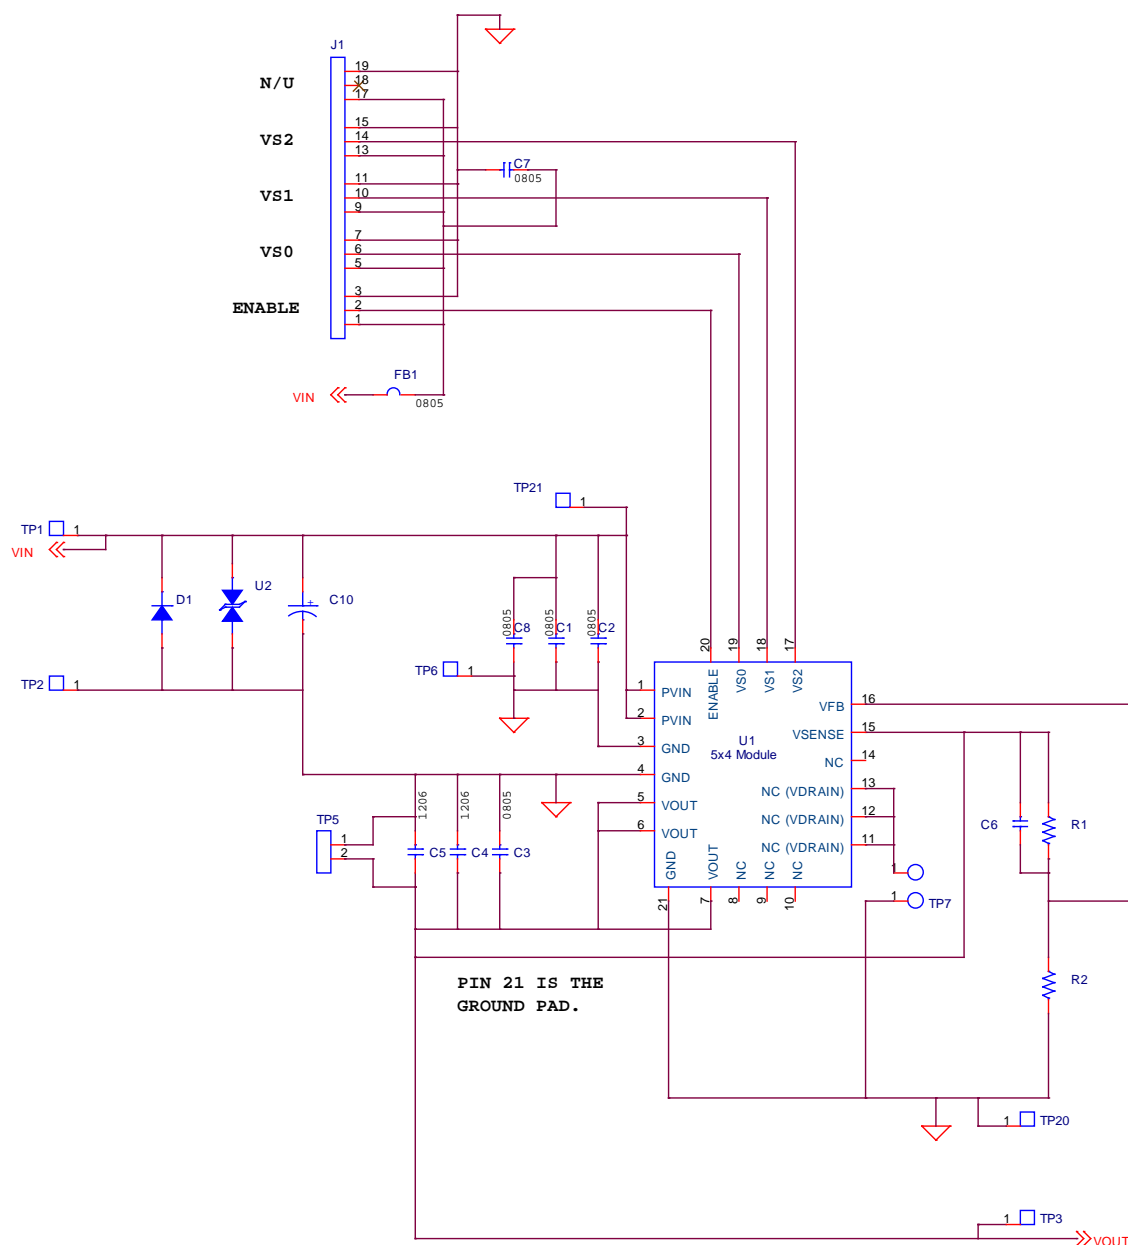 J1
19
N/U
18
17
15
VS2
14
13
C7
0805
11
VS1
10
9
7
VS0
6
5
3
ENABLE
2
1
FB1
VIN
0805
TP21
1
TP1
1
VIN
D1
U2
+
C10
0805
0805
0805
C8
C1
C2
TP6
1
TP2
1
20
19
18
17
ENABLE
VS0
VS1
VS2
1
PVIN
2
PVIN
3
GND
4
GND
5
VOUT
6
VOUT
U1
5x4 Module
VFB
16
VSENSE
15
NC
14
NC (VDRAIN)
13
NC (VDRAIN)
12
NC (VDRAIN)
11
GND
VOUT
NC
NC
NC
21
7
8
9
10
1206
1206
0805
TP5
1
2
C5
C4
C3
C6
R1
1
1
TP7
R2
PIN 21 IS THE
GROUND PAD.
1
TP20
1
TP3
VOUT